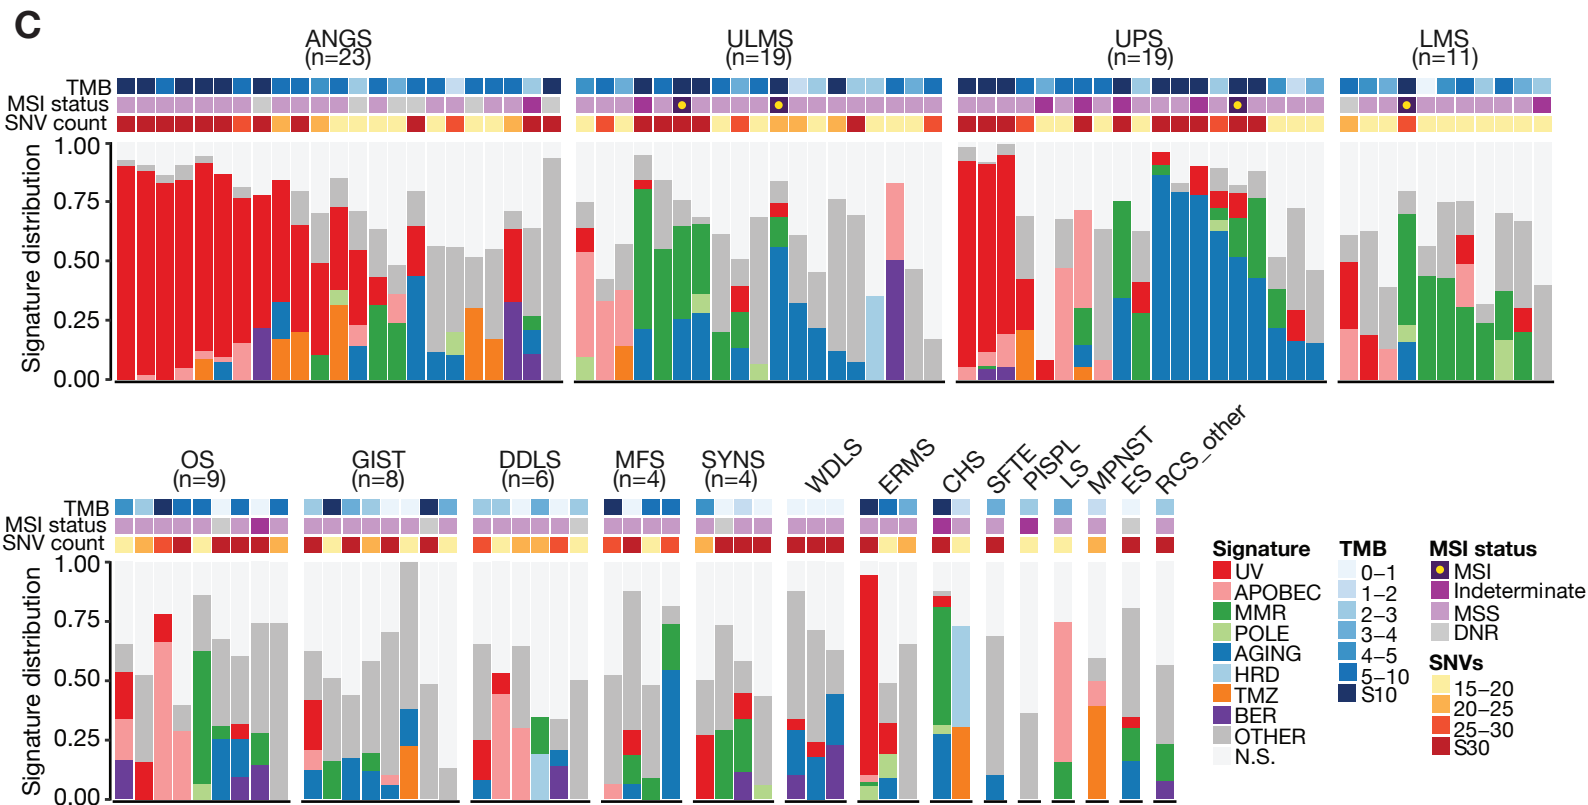 C
ANGS
(n=23)
ULMS
(n=19)
UPS
(n=19)
LMS
(n=11)
TMB
MSI status
SNV count
Signature distribution
1.00
0.75
0.50
0.25
0.00
OS
(n=9)
GIST
(n=8)
DDLS
(n=6)
MFS
(n=4)
SYNS
(n=4)
WDLS
ERMS
CHS
SFTE
PISPL
LS
MPNST
ES
RCS_other
TMB
MSI status
SNV count
Signature distribution
1.00
0.75
0.50
0.25
0.00
Signature
UV
APOBEC
MMR
POLE
AGING
HRD
TMZ
BER
OTHER
N.S.
TMB
0–1
1–2
2–3
3–4
4–5
5–10
S10
MSI status
MSI
Indeterminate
MSS
DNR
SNVs
15–20
20–25
25–30
S30